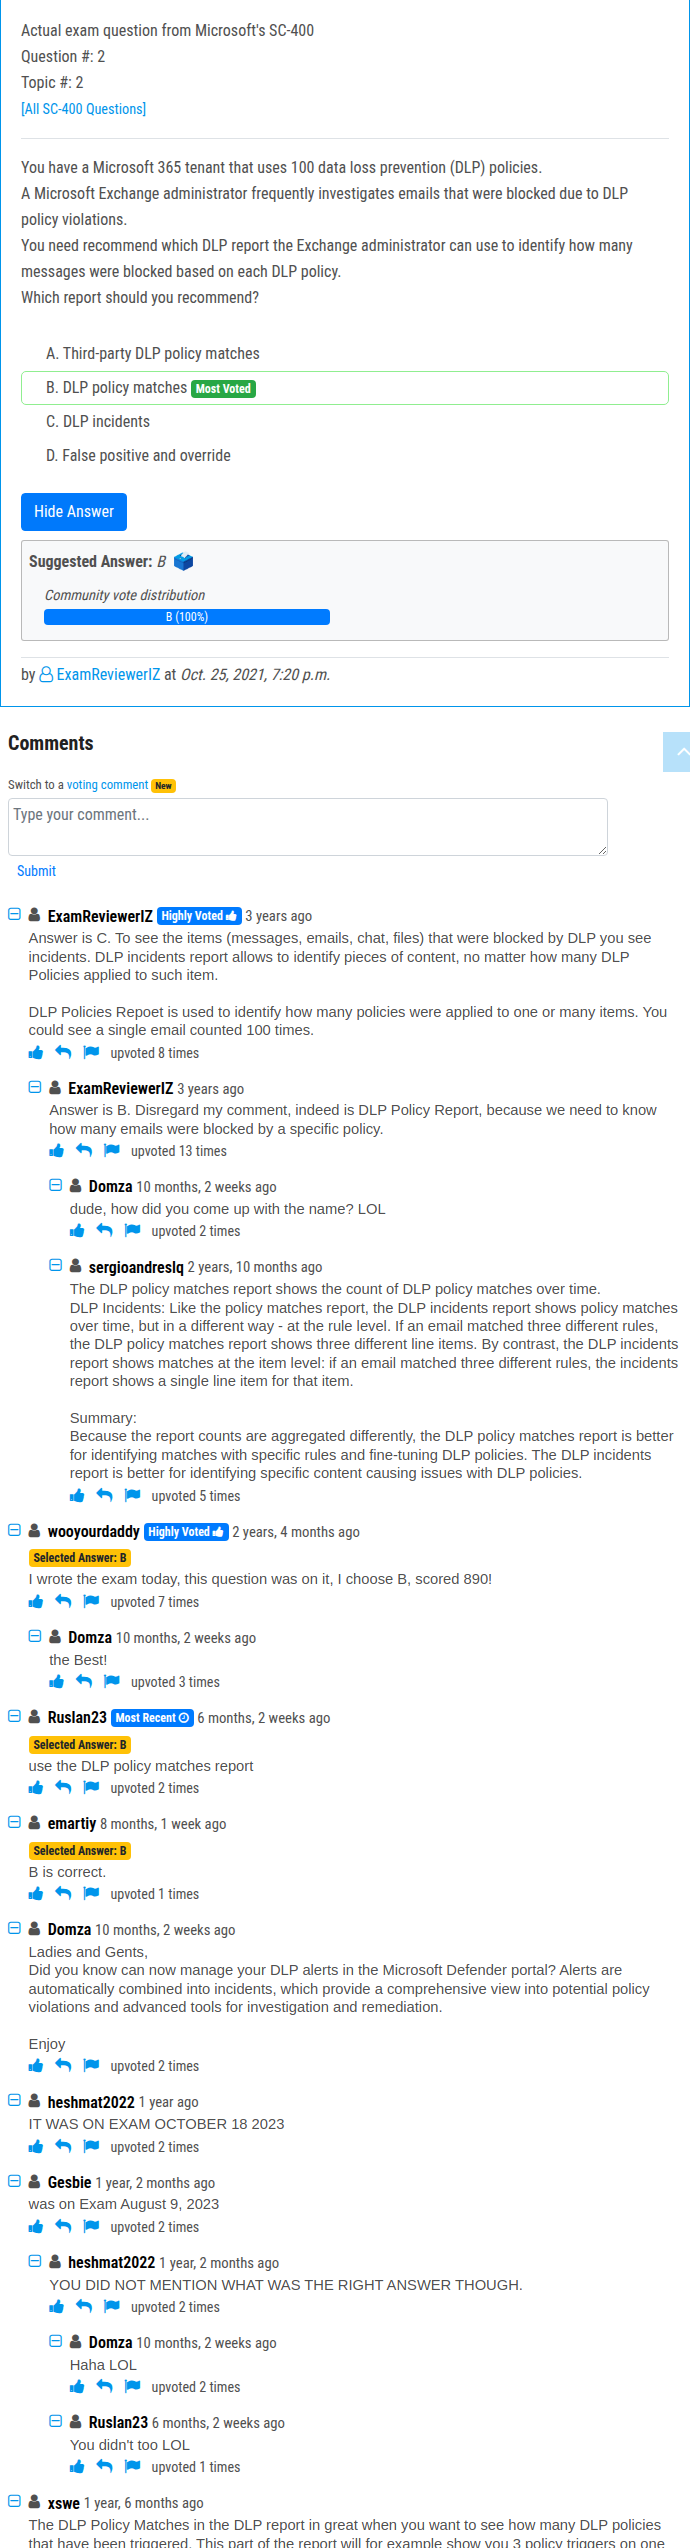 Actual exam question from Microsoft's SC-400
Question #: 2
Topic #: 2
[All SC-400 Questions]
You have a Microsoft 365 tenant that uses 100 data loss prevention (DLP) policies.
A Microsoft Exchange administrator frequently investigates emails that were blocked due to DLP
policy violations.
You need recommend which DLP report the Exchange administrator can use to identify how many
messages were blocked based on each DLP policy.
Which report should you recommend?
A. Third-party DLP policy matches
B. DLP policy matches Most Voted
C. DLP incidents
D. False positive and override
Hide Answer
Suggested Answer: B
Community vote distribution
B (100%)
by ExamReviewerIZ at Oct. 25, 2021, 7:20 p.m.
Comments
Switch to a voting comment New
Type your comment...
Submit
ExamReviewerIZ Highly Voted 3 years ago
Answer is C. To see the items (messages, emails, chat, files) that were blocked by DLP you see
incidents. DLP incidents report allows to identify pieces of content, no matter how many DLP
Policies applied to such item.
DLP Policies Repoet is used to identify how many policies were applied to one or many items. You
could see a single email counted 100 times.
upvoted 8 times
ExamReviewerIZ 3 years ago
Answer is B. Disregard my comment, indeed is DLP Policy Report, because we need to know
how many emails were blocked by a specific policy.
upvoted 13 times
Domza 10 months, 2 weeks ago
dude, how did you come up with the name? LOL
upvoted 2 times
sergioandreslq 2 years, 10 months ago
The DLP policy matches report shows the count of DLP policy matches over time.
DLP Incidents: Like the policy matches report, the DLP incidents report shows policy matches
over time, but in a different way - at the rule level. If an email matched three different rules,
the DLP policy matches report shows three different line items. By contrast, the DLP incidents
report shows matches at the item level: if an email matched three different rules, the incidents
report shows a single line item for that item.
Summary:
Because the report counts are aggregated differently, the DLP policy matches report is better
for identifying matches with specific rules and fine-tuning DLP policies. The DLP incidents
report is better for identifying specific content causing issues with DLP policies.
upvoted 5 times
wooyourdaddy Highly Voted 2 years, 4 months ago
Selected Answer: B
I wrote the exam today, this question was on it, I choose B, scored 890!
upvoted 7 times
Domza 10 months, 2 weeks ago
the Best!
upvoted 3 times
Ruslan23 Most Recent 6 months, 2 weeks ago
Selected Answer: B
use the DLP policy matches report
upvoted 2 times
emartiy 8 months, 1 week ago
Selected Answer: B
B is correct.
upvoted 1 times
Domza 10 months, 2 weeks ago
Ladies and Gents,
Did you know can now manage your DLP alerts in the Microsoft Defender portal? Alerts are
automatically combined into incidents, which provide a comprehensive view into potential policy
violations and advanced tools for investigation and remediation.
Enjoy
upvoted 2 times
heshmat2022 1 year ago
IT WAS ON EXAM OCTOBER 18 2023
upvoted 2 times
Gesbie 1 year, 2 months ago
was on Exam August 9, 2023
upvoted 2 times
heshmat2022 1 year, 2 months ago
YOU DID NOT MENTION WHAT WAS THE RIGHT ANSWER THOUGH.
upvoted 2 times
Domza 10 months, 2 weeks ago
Haha LOL
upvoted 2 times
Ruslan23 6 months, 2 weeks ago
You didn't too LOL
upvoted 1 times
xswe 1 year, 6 months ago
The DLP Policy Matches in the DLP report in great when you want to see how many DLP policies
that have been triggered. This part of the report will for example show you 3 policy triggers on one